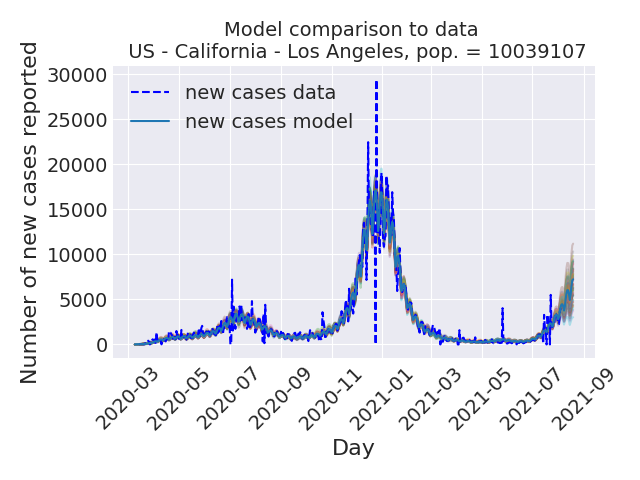 Model comparison to data
US - California - Los Angeles, pop. = 10039107
Number of new cases reported
30000
25000
20000
15000
10000
5000
0
new cases data
new cases model
2020-03
2020-05
2020-07
2020-09
2020-11
2021-01
2021-03
2021-05
2021-07
2021-09
Day